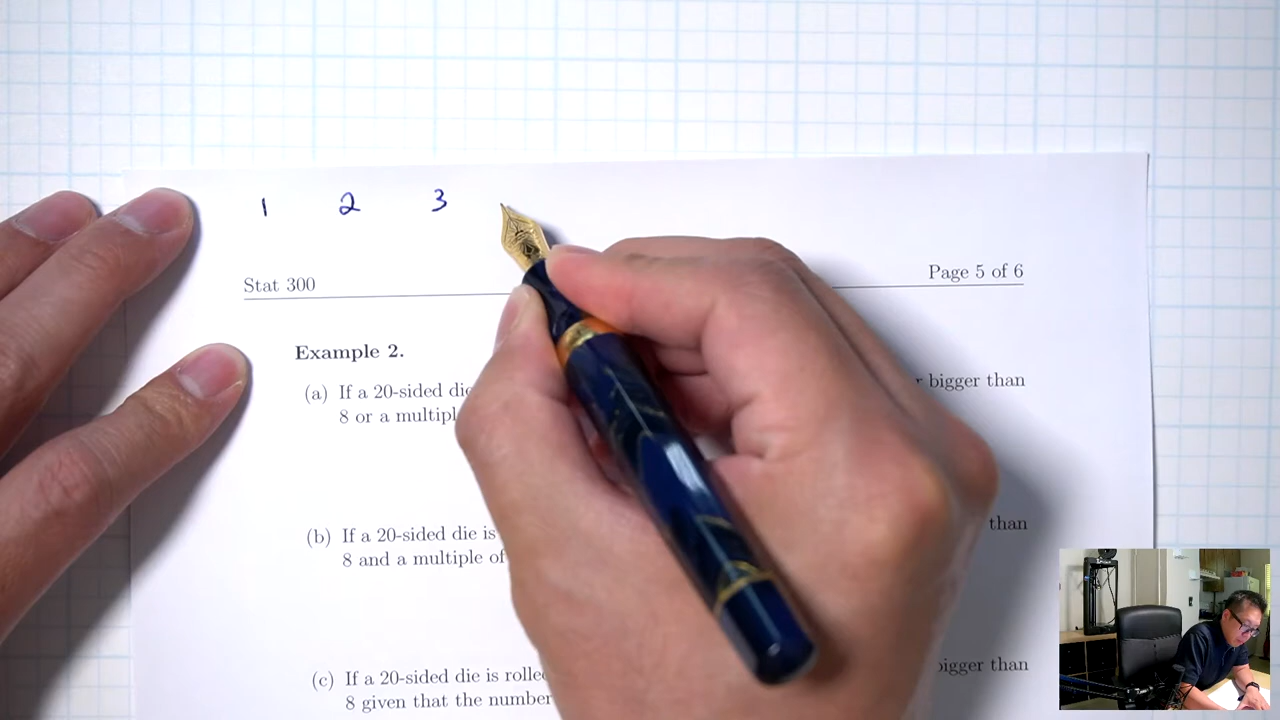 1 2 3
Stat 300
Page 5 of 6
Example 2.
(a) If a 20-sided die bigger than
8 or a
(b) If a 20-sided die is than
8 and a multiple of
(c) If a 20-sided die is bigger than
8 given that the number